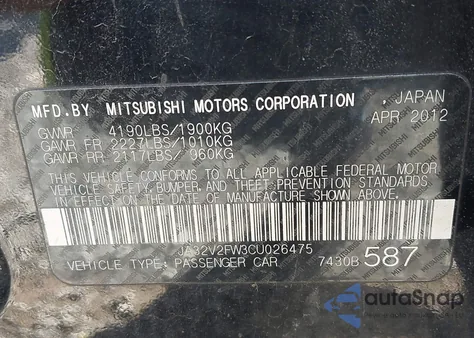 MFD. BY MITSUBISHI MOTORS CORPORATION , JAPAN
APR 2012
GVWR 4190LBS/1900KG
GAWR FR 2227LBS/1010KG
GAWR RR 2117LBS/ 960KG
THIS VEHICLE CONFORMS TO ALL APPLICABLE FEDERAL MOTOR
VEHICLE SAFETY, BUMPER, AND THEFT PREVENTION STANDARDS
IN EFFECT ON THE DATE OF MANUFACTURE SHOWN ABOVE.
JA32V2FW3CU026475
VEHICLE TYPE: PASSENGER CAR 7430B 587
autoSnap